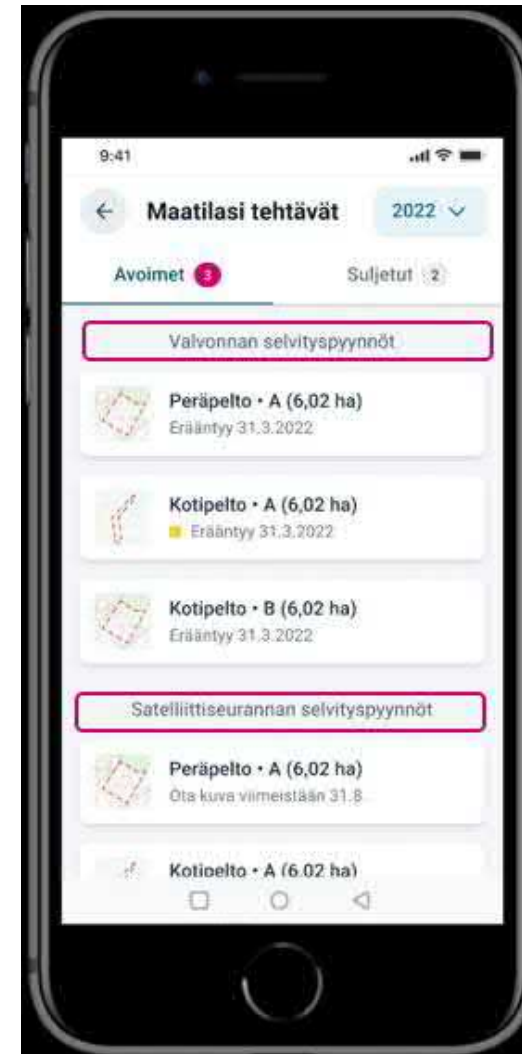 9:41
Maatilasi tehtävät
2022
Avoimet 3
Suljetut 2
Valvonnan selvityspyynnöt
Peräpelto • A (6,02 ha)
Erääntyy 31.3.2022
Kotipelto • A (6,02 ha)
Erääntyy 31.3.2022
Kotipelto • B (6,02 ha)
Erääntyy 31.3.2022
Satelliittiseurannan selvityspyynnöt
Peräpelto • A (6,02 ha)
Ota kuva viimeistään 31.8
Kotipelto • A (6,02 ha)